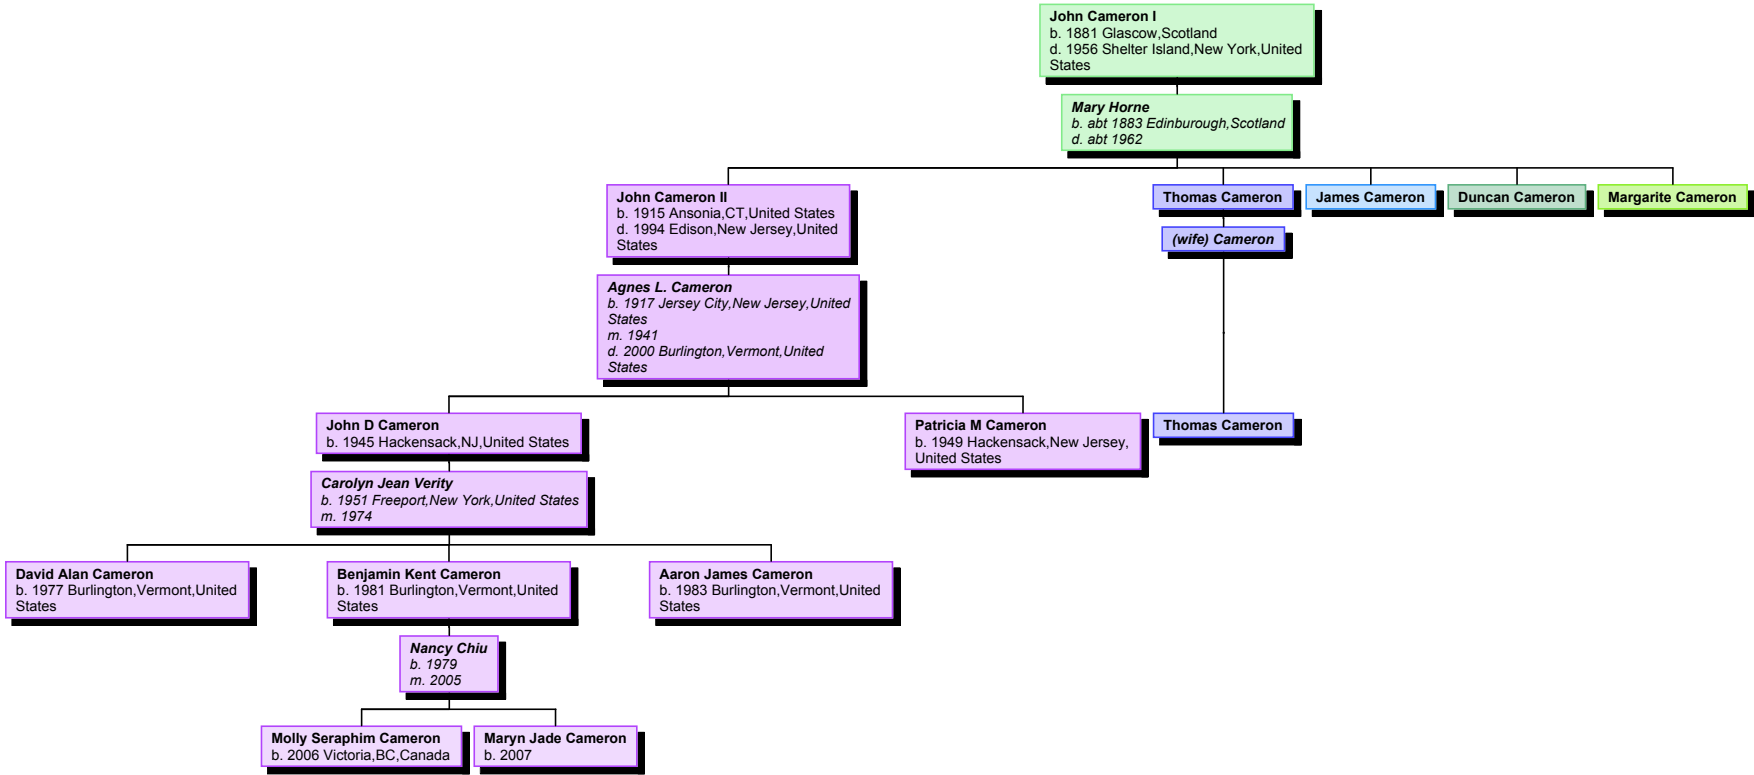 John Cameron I
b. 1881 Glascow,Scotland
d. 1956 Shelter Island,New York,United
States
Mary Horne
b. abt 1883 Edinburough,Scotland
d. abt 1962
John Cameron II
b. 1915 Ansonia,CT,United States
d. 1994 Edison,New Jersey,United
States
Thomas Cameron
James Cameron
Duncan Cameron
Margarite Cameron
(wife) Cameron
Agnes L. Cameron
b. 1917 Jersey City,New Jersey,United
States
m. 1941
d. 2000 Burlington,Vermont,United
States
John D Cameron
b. 1945 Hackensack,NJ,United States
Patricia M Cameron
b. 1949 Hackensack,New Jersey,
United States
Thomas Cameron
Carolyn Jean Verity
b. 1951 Freeport,New York,United States
m. 1974
David Alan Cameron
b. 1977 Burlington,Vermont,United
States
Benjamin Kent Cameron
b. 1981 Burlington,Vermont,United
States
Aaron James Cameron
b. 1983 Burlington,Vermont,United
States
Nancy Chiu
b. 1979
m. 2005
Molly Seraphim Cameron
b. 2006 Victoria,BC,Canada
Maryn Jade Cameron
b. 2007